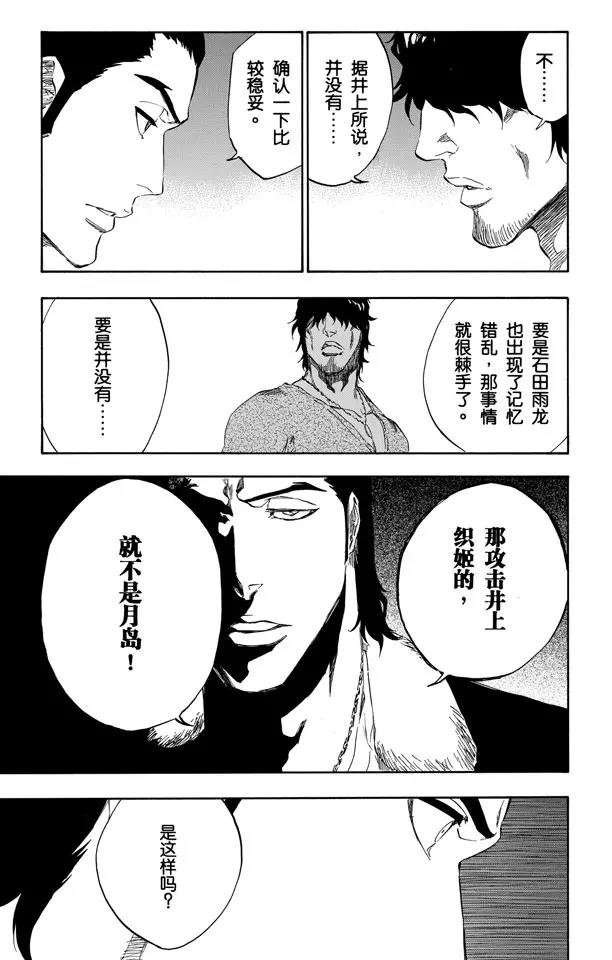 不……
据井上所说，
并没有……
确认一下比
较稳妥。
要是石田雨龙
也出现了记忆
错乱，那事情
就很棘手了。
要是并没有……
那攻击井上
织姬的，
就不是月岛！
是这样吗？